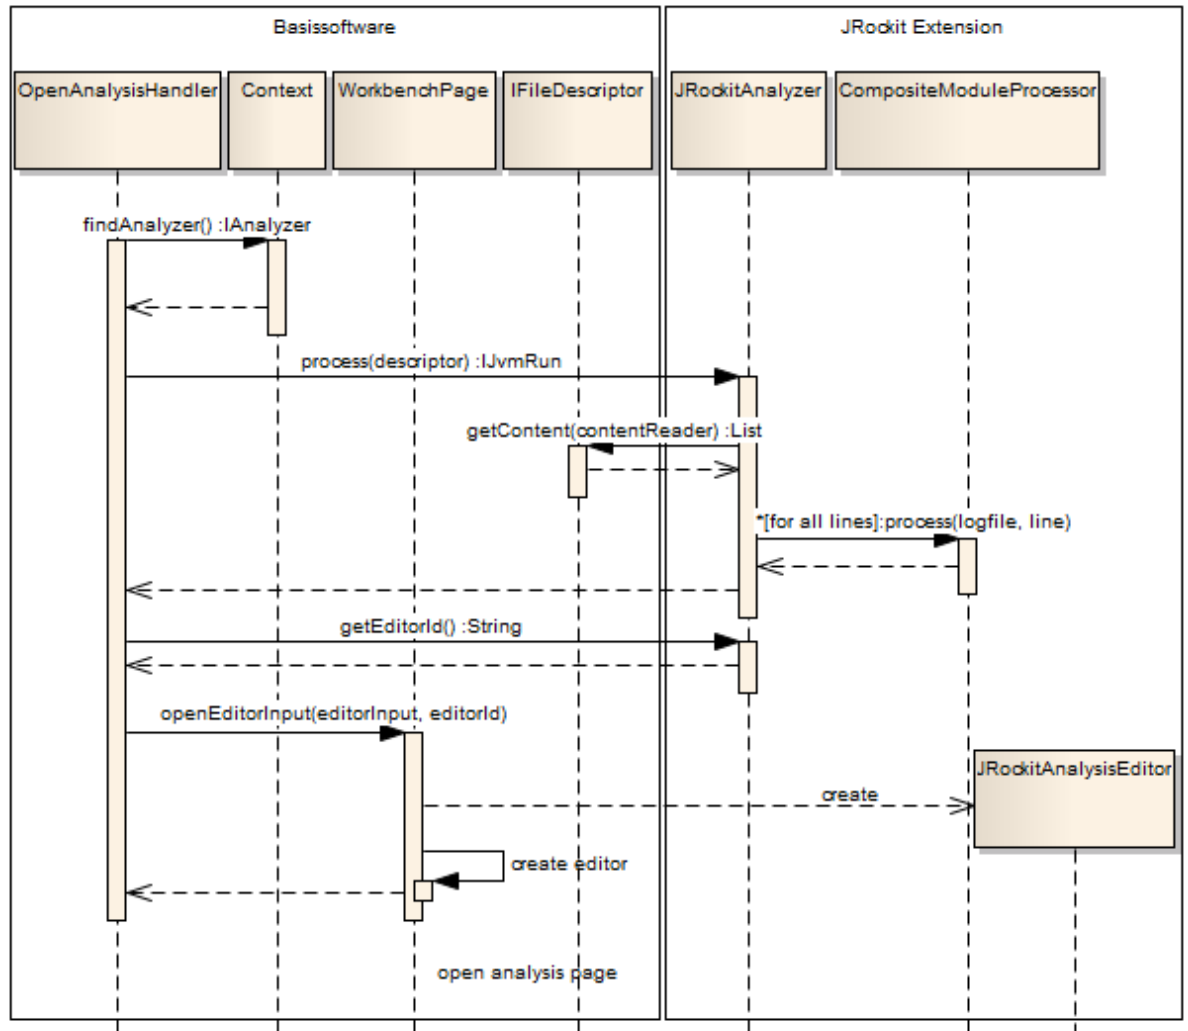 Basissoftware
JRockit Extension
OpenAnalysisHandler
Context
WorkbenchPage
IFileDescriptor
JRockitAnalyzer
CompositeModuleProcessor
findAnalyzer() :IAnalyzer
process(descriptor) :IJvmRun
getContent(contentReader) :List
*[for all lines]:process(logfile, line)
getEditorId() :String
openEditorInput(editorInput, editorId)
JRockitAnalysisEditor
create
create editor
open analysis page